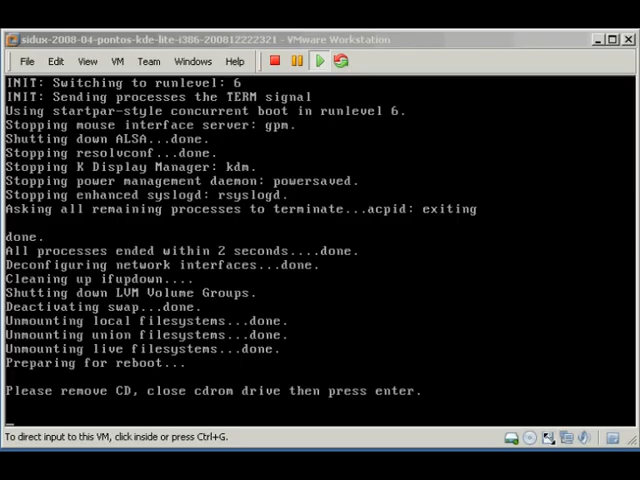 sidux-2008-04-pontos-kde-lite-i386-200812222321 - VMware Workstation
File Edit View VM Team Windows Help
INIT: Switching to runlevel: 6
INIT: Sending processes the TERM signal
Using startpar-style concurrent boot in runlevel 6.
Stopping mouse interface server: gpm.
Shutting down ALSA...done.
Stopping resolvconf...done.
Stopping K Display Manager: kdm.
Stopping power management daemon: powersaved.
Stopping enhanced syslogd: rsyslogd.
Asking all remaining processes to terminate...acpid: exiting
done.
All processes ended within 2 seconds....done.
Deconfiguring network interfaces...done.
Cleaning up ifupdown....
Shutting down LVM Volume Groups.
Deactivating swap...done.
Unmounting local filesystems...done.
Unmounting union filesystems...done.
Unmounting live filesystems...done.
Preparing for reboot...
Please remove CD, close cdrom drive then press enter.
To direct input to this VM, click inside or press Ctrl+G.